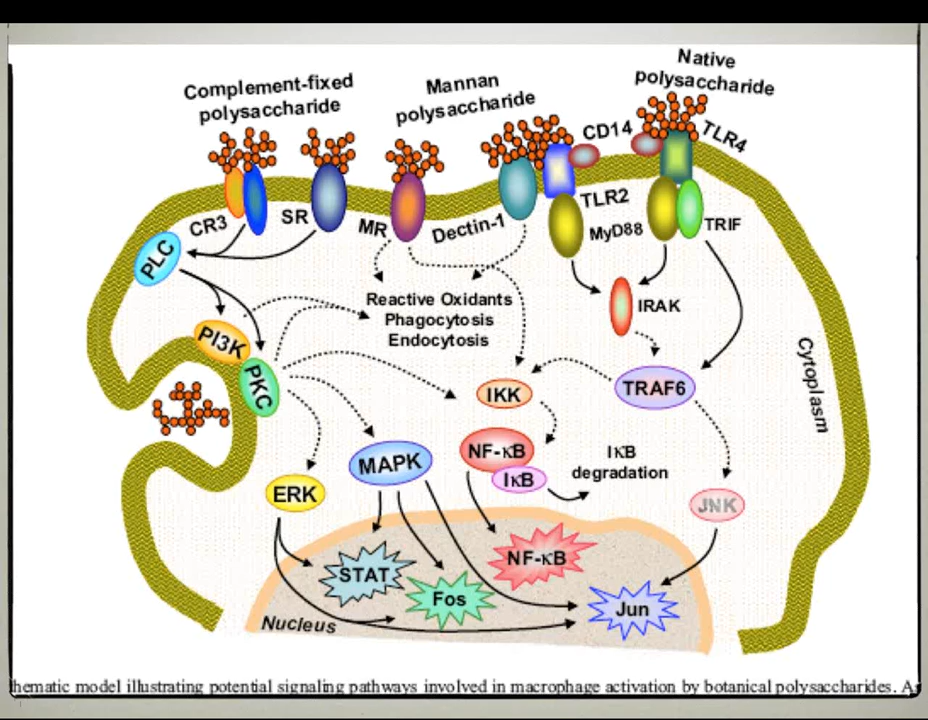 Complement-fixed
polysaccharide
Mannan
polysaccharide
Native
polysaccharide
CD14
TLR4
CR3
SR
MR
Dectin-1
TLR2
MyD88
TRIF
PLC
Reactive Oxidants
Phagocytosis
Endocytosis
IRAK
PI3K
PKC
IKK
TRAF6
Cytoplasm
MAPK
NF-κB
IκB
IκB
degradation
ERK
JNK
STAT
Fos
NF-κB
Jun
Nucleus
hematic model illustrating potential signaling pathways involved in macrophage activation by botanical polysaccharides. As